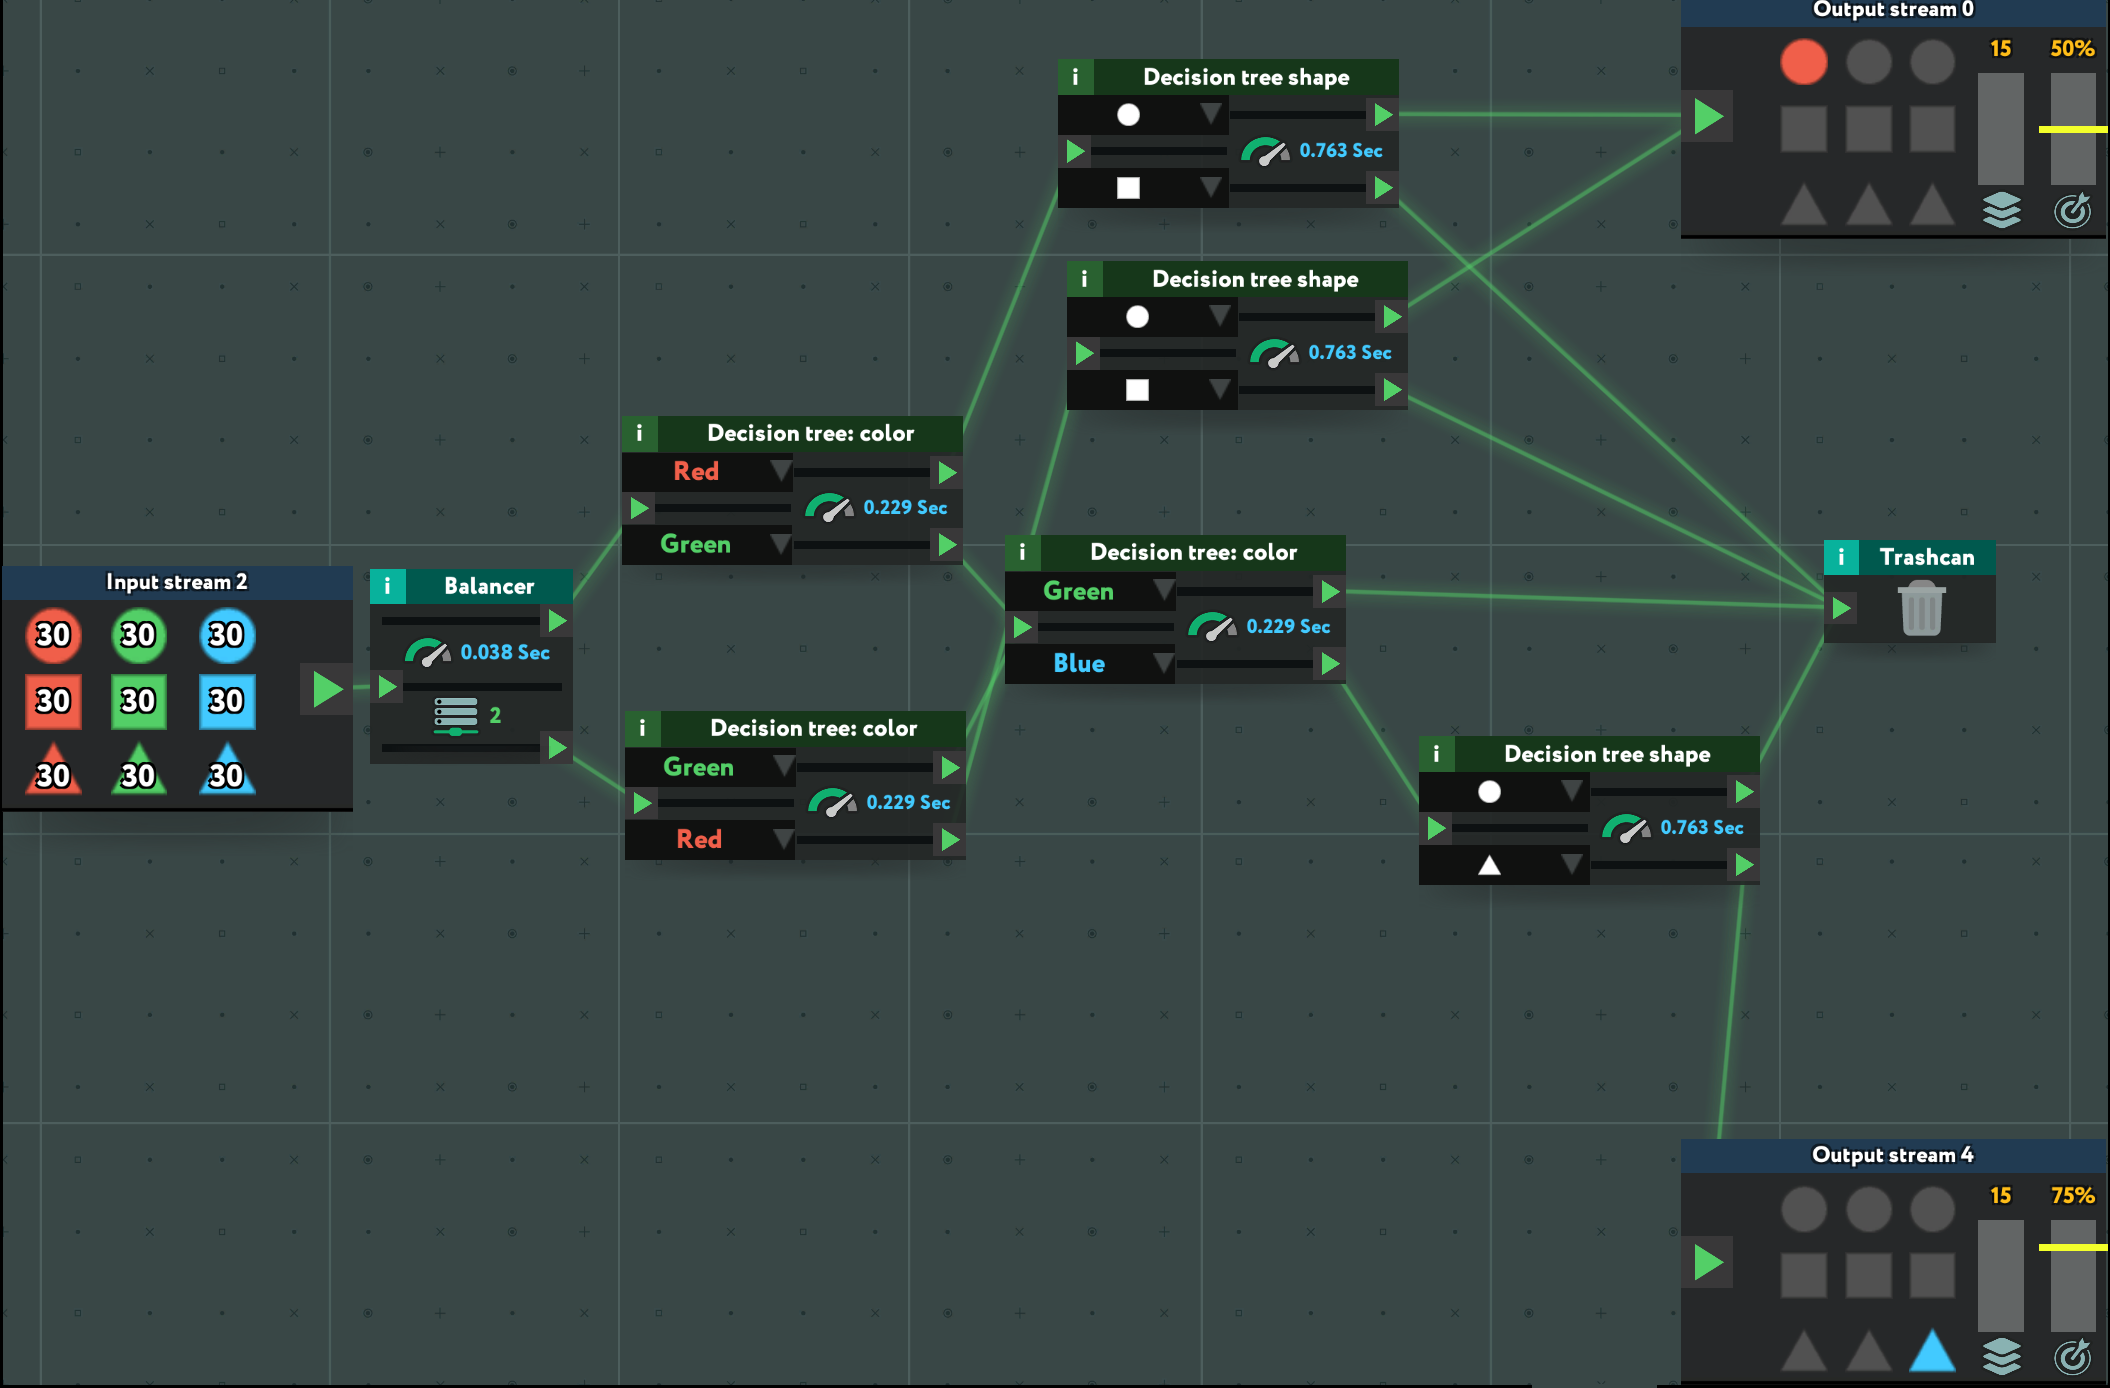 Output stream 0
15 50%
i Decision tree shape
0.763 Sec
i Decision tree shape
0.763 Sec
i Decision tree: color
Red
0.229 Sec
Green
i Decision tree: color
Green
0.229 Sec
Blue
i Trashcan
Input stream 2
30 30 30
30 30 30
30 30 30
i Balancer
0.038 Sec
2
i Decision tree: color
Green
0.229 Sec
Red
i Decision tree shape
0.763 Sec
Output stream 4
15 75%